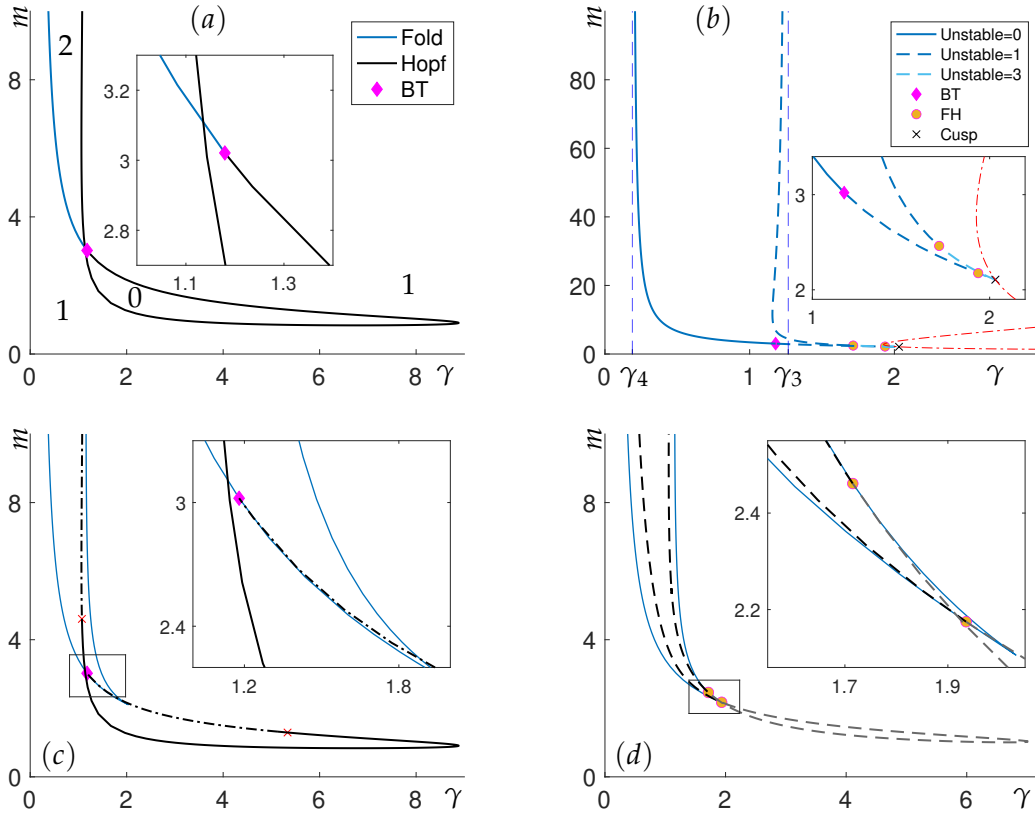 m
(a)
2
1
0
1
8
4
0
0
2
4
6
8
γ
3.2
3
2.8
1.1
1.3
Fold
Hopf
BT
m
(b)
80
60
40
20
0
0
γ4
1
γ3
2
γ
3
2
1
2
Unstable=0
Unstable=1
Unstable=3
BT
FH
Cusp
m
(c)
8
4
0
0
2
4
6
8
γ
3
2.4
1.2
1.8
m
(d)
8
4
0
0
2
4
6
γ
2.4
2.2
1.7
1.9